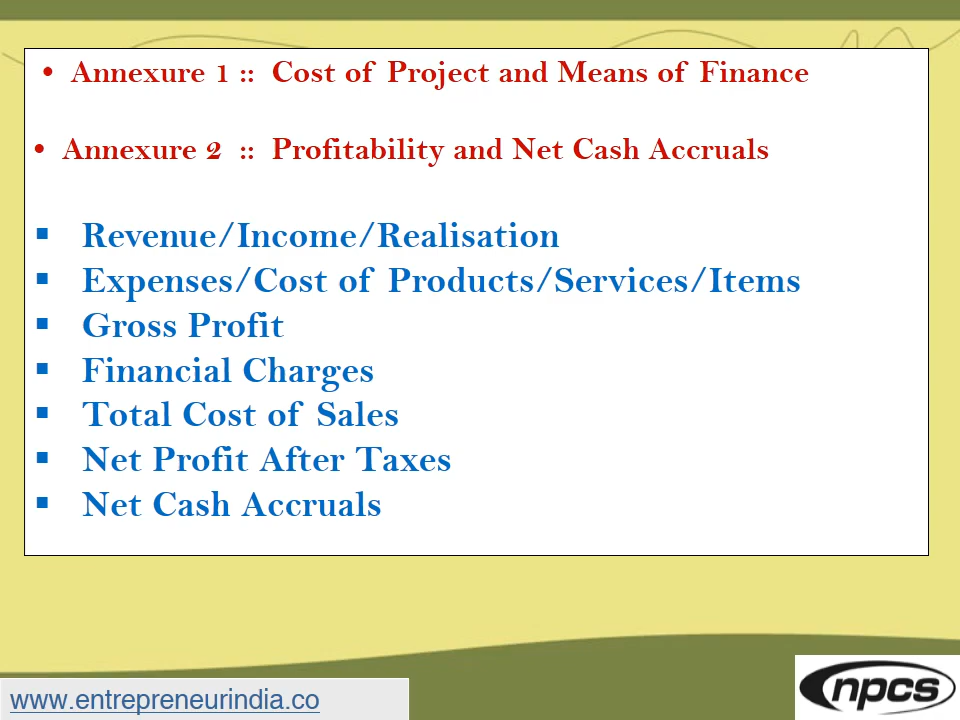 • Annexure 1 :: Cost of Project and Means of Finance
• Annexure 2 :: Profitability and Net Cash Accruals
▪ Revenue/Income/Realisation
▪ Expenses/Cost of Products/Services/Items
▪ Gross Profit
▪ Financial Charges
▪ Total Cost of Sales
▪ Net Profit After Taxes
▪ Net Cash Accruals
www.entrepreneurindia.co
npcs